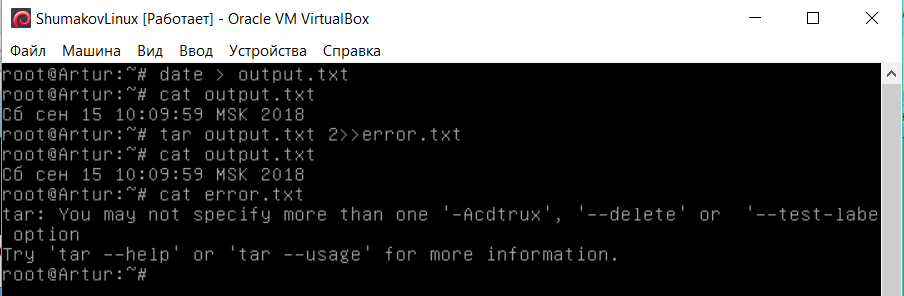 ShumakovLinux [Работает] - Oracle VM VirtualBox
Файл Машина Вид Ввод Устройства Справка
root@Artur:~# date > output.txt
root@Artur:~# cat output.txt
Сб сен 15 10:09:59 MSK 2018
root@Artur:~# tar output.txt 2>>error.txt
root@Artur:~# cat output.txt
Сб сен 15 10:09:59 MSK 2018
root@Artur:~# cat error.txt
tar: You may not specify more than one '-Acdtrux', '--delete' or  '--test-labe
 option
Try 'tar --help' or 'tar --usage' for more information.
root@Artur:~#